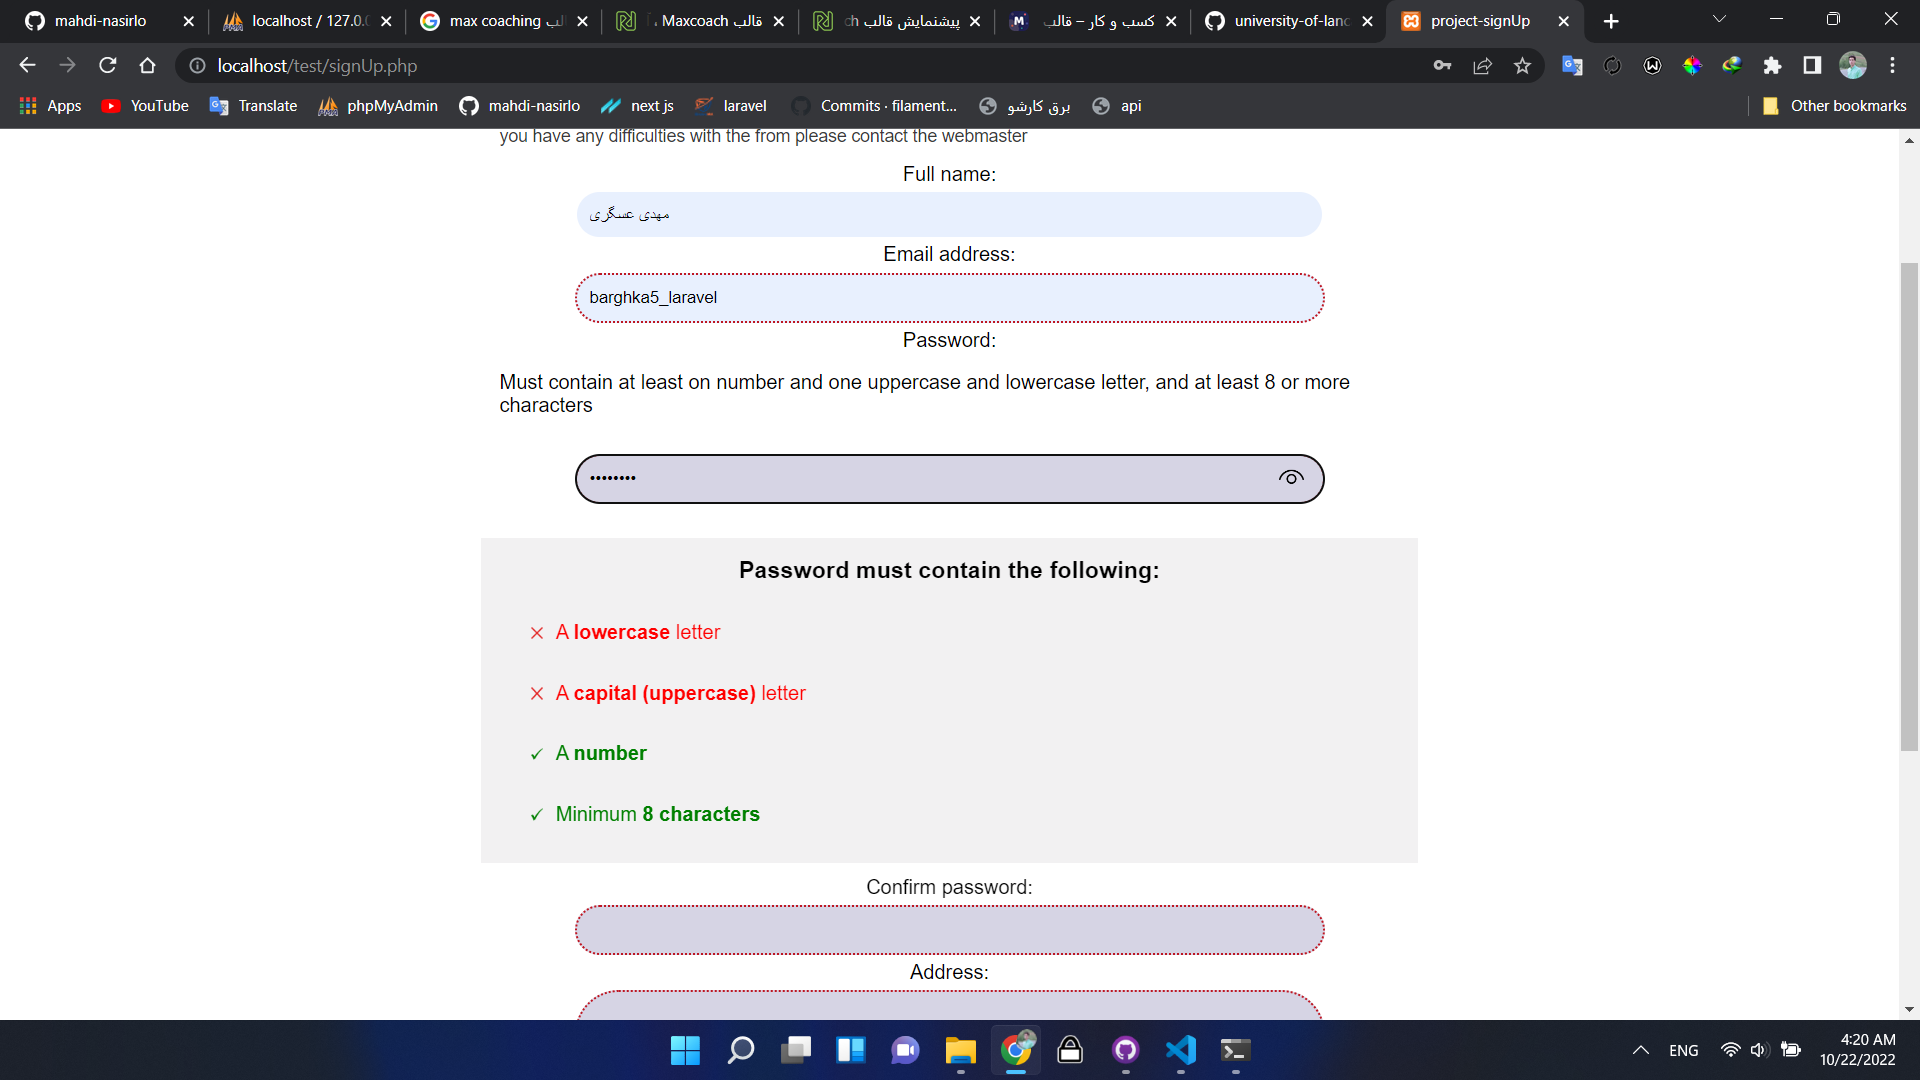 mahdi-nasirlo
localhost / 127.0.0
max coaching قالب
قالب Maxcoach
پیشنمایش قالب ch
کسب و کار – قالب
university-of-lanc
project-signUp
localhost/test/signUp.php
Apps
YouTube
Translate
phpMyAdmin
mahdi-nasirlo
next js
laravel
Commits · filament...
برق کارشو
api
Other bookmarks
you have any difficulties with the from please contact the webmaster
Full name:
مهدی عسگری
Email address:
barghka5_laravel
Password:
Must contain at least on number and one uppercase and lowercase letter, and at least 8 or more
characters
••••••••
Password must contain the following:
✕ A lowercase letter
✕ A capital (uppercase) letter
✓ A number
✓ Minimum 8 characters
Confirm password:
Address:
ENG
4:20 AM
10/22/2022